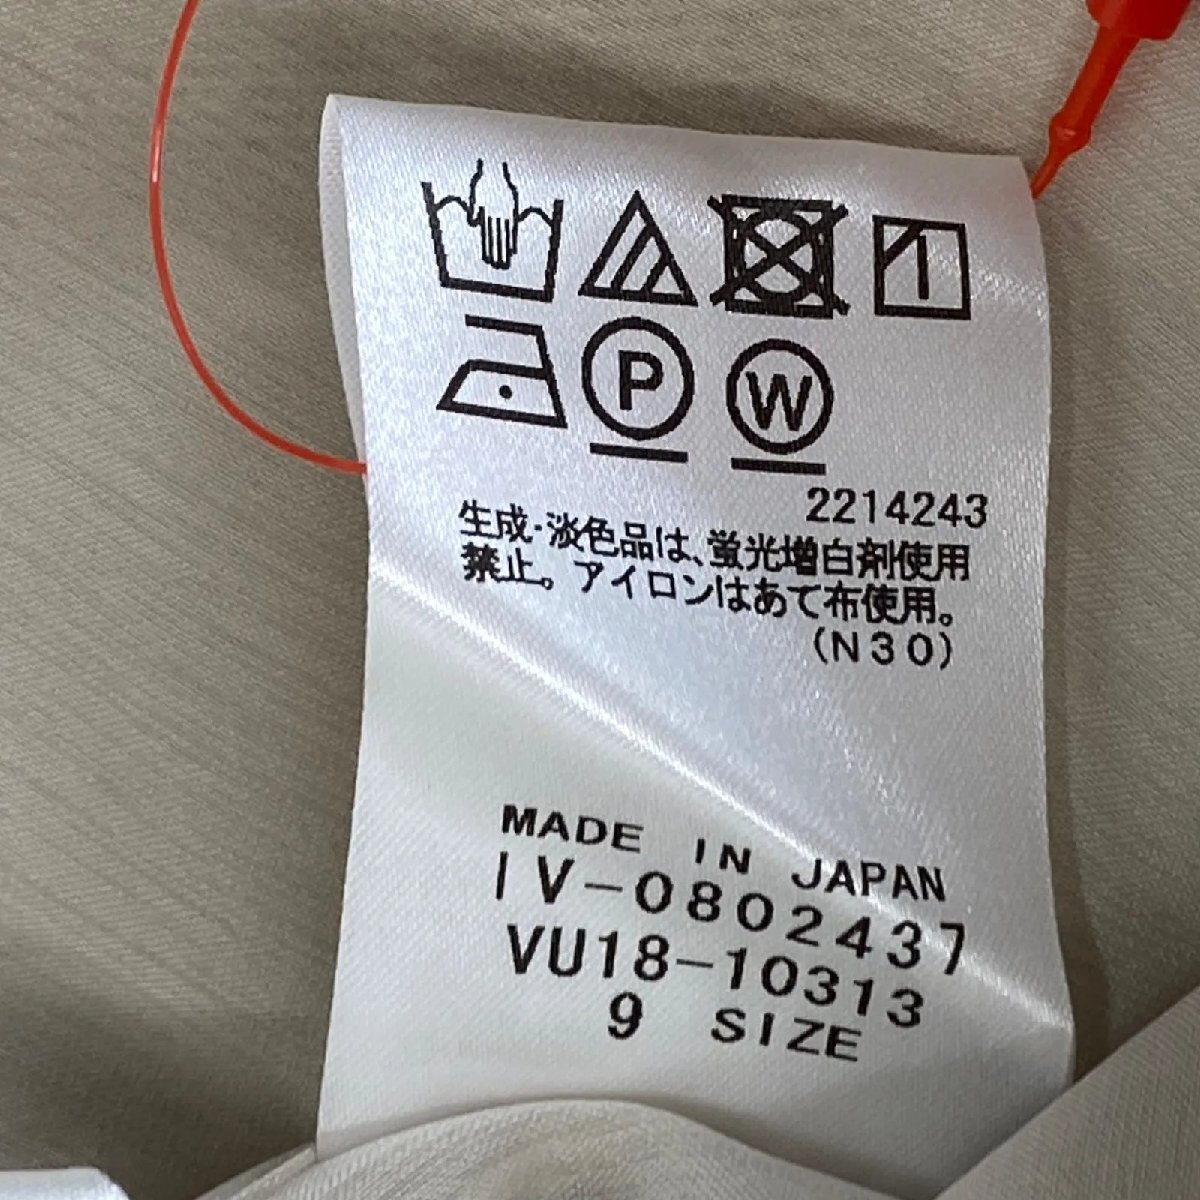 P W
2214243
生成・淡色品は、蛍光増白剤使用
禁止。アイロンはあて布使用。
(N30)
MADE IN JAPAN
IV-0802437
VU18-10313
9 SIZE